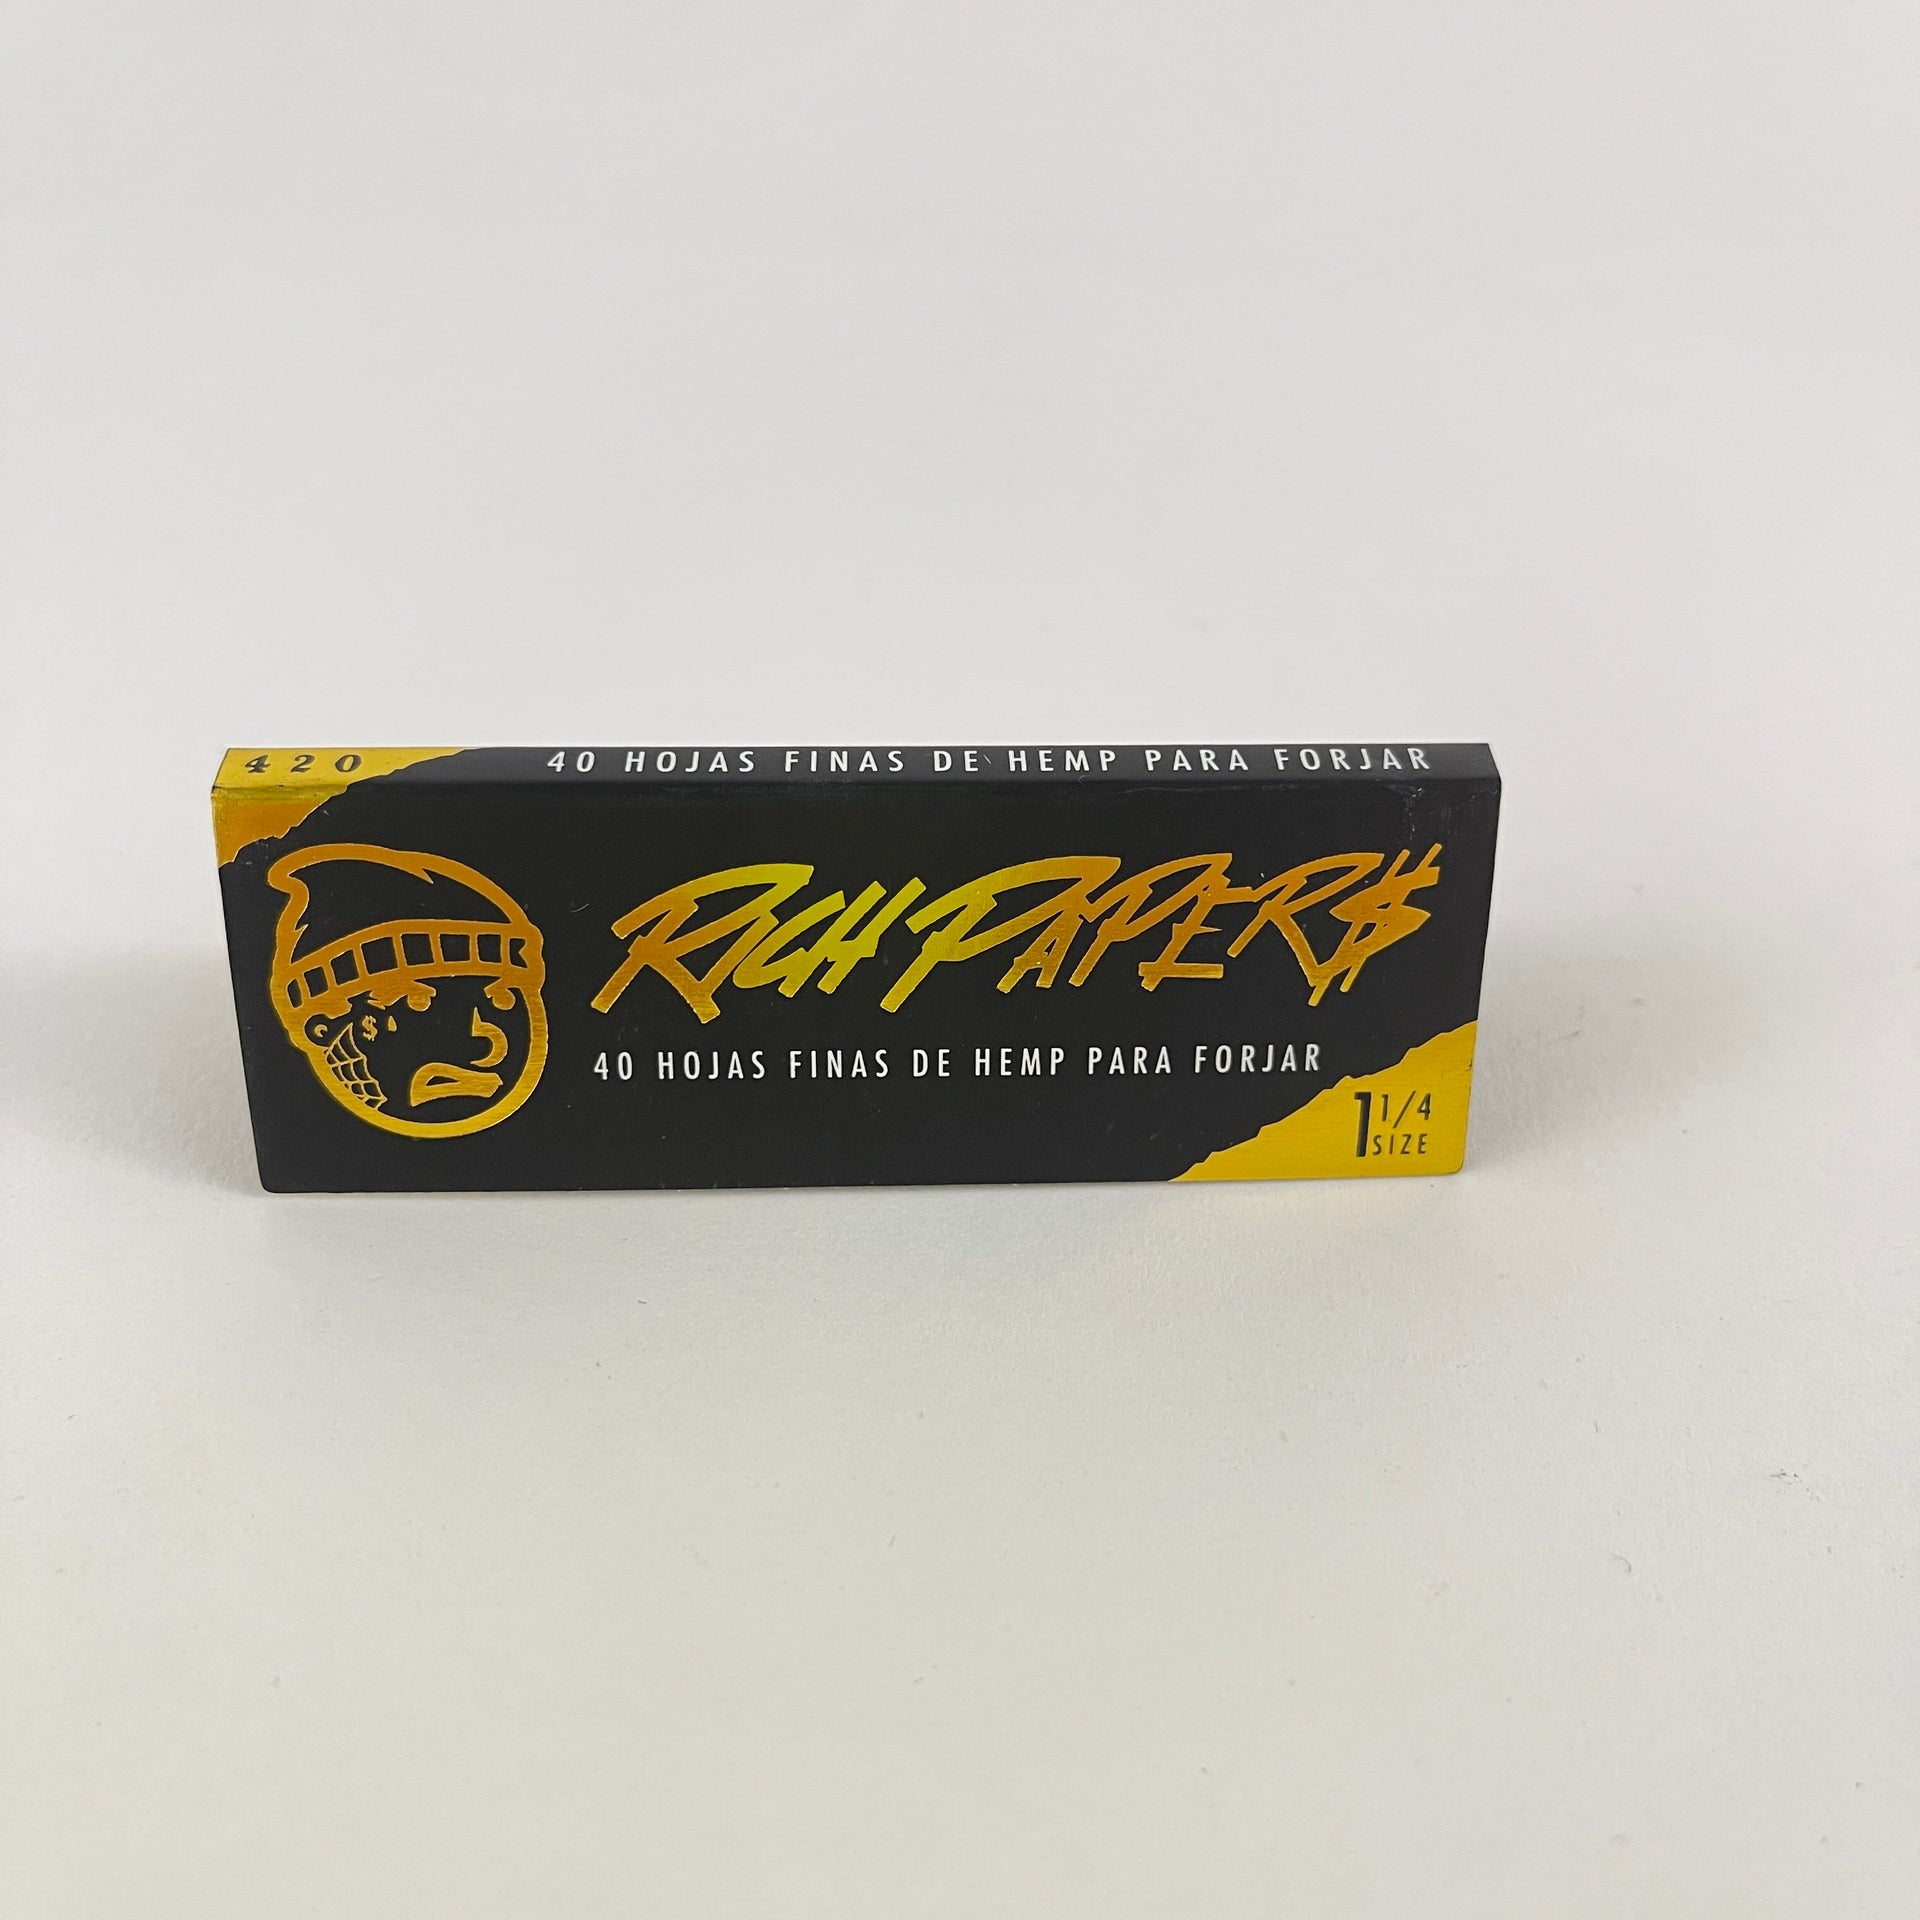 420 40 HOJAS FINAS DE HEMP PARA FORJAR
RICH PAPER$
$
40 HOJAS FINAS DE HEMP PARA FORJAR
1 1/4
SIZE